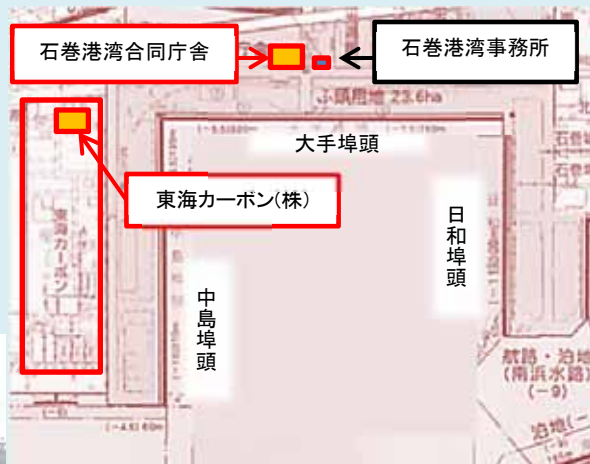 石巻港湾合同庁舎
石巻港湾事務所
ふ頭用地 23.6ha
大手埠頭
東海カーボン(株)
東海カーボン
日和埠頭
中島埠頭
航路・泊地
(南浜水路)
(-9)
泊地(-
(-4.5)60m